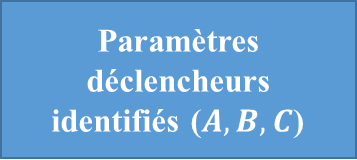 Paramètres
déclencheurs
identifiés (A, B, C)